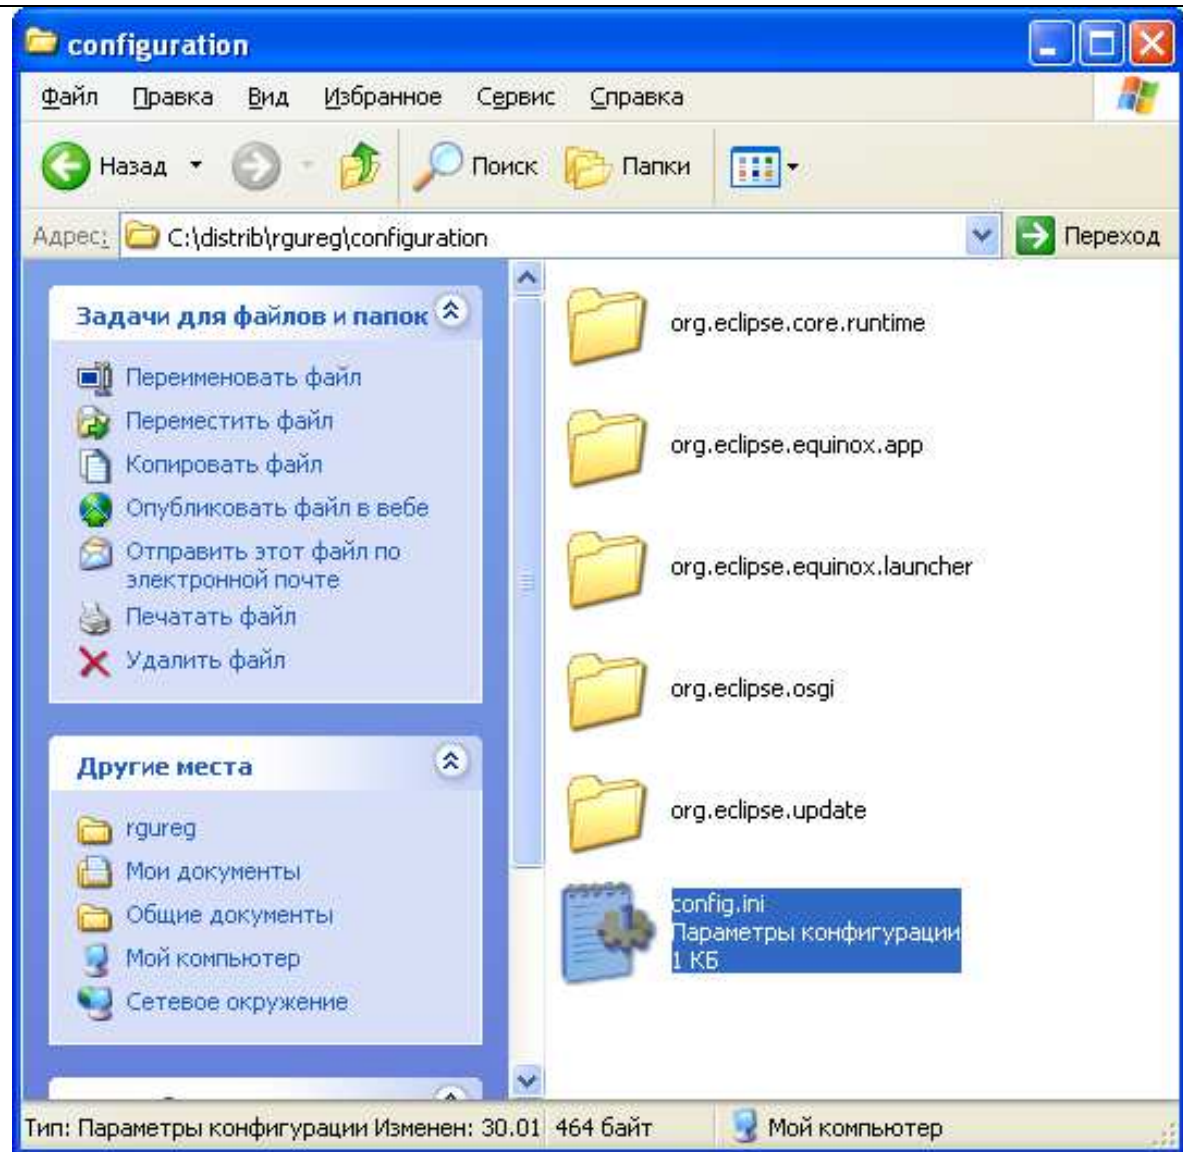 configuration
Файл Правка Вид Избранное Сервис Справка
Назад Поиск Папки
Адрес: C:\distrib\rgureg\configuration Переход
Задачи для файлов и папок
Переименовать файл
Переместить файл
Копировать файл
Опубликовать файл в вебе
Отправить этот файл по
электронной почте
Печатать файл
Удалить файл
Другие места
rgureg
Мои документы
Общие документы
Мой компьютер
Сетевое окружение
org.eclipse.core.runtime
org.eclipse.equinox.app
org.eclipse.equinox.launcher
org.eclipse.osgi
org.eclipse.update
config.ini
Параметры конфигурации
1 КБ
Тип: Параметры конфигурации Изменен: 30.01 464 байт Мой компьютер